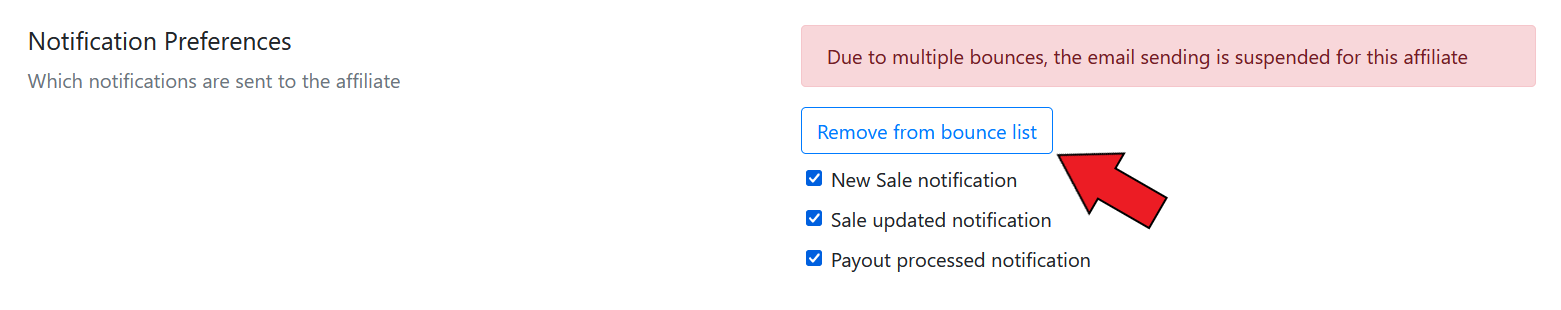 Notification Preferences
Which notifications are sent to the affiliate
Due to multiple bounces, the email sending is suspended for this affiliate
Remove from bounce list
New Sale notification
Sale updated notification
Payout processed notification